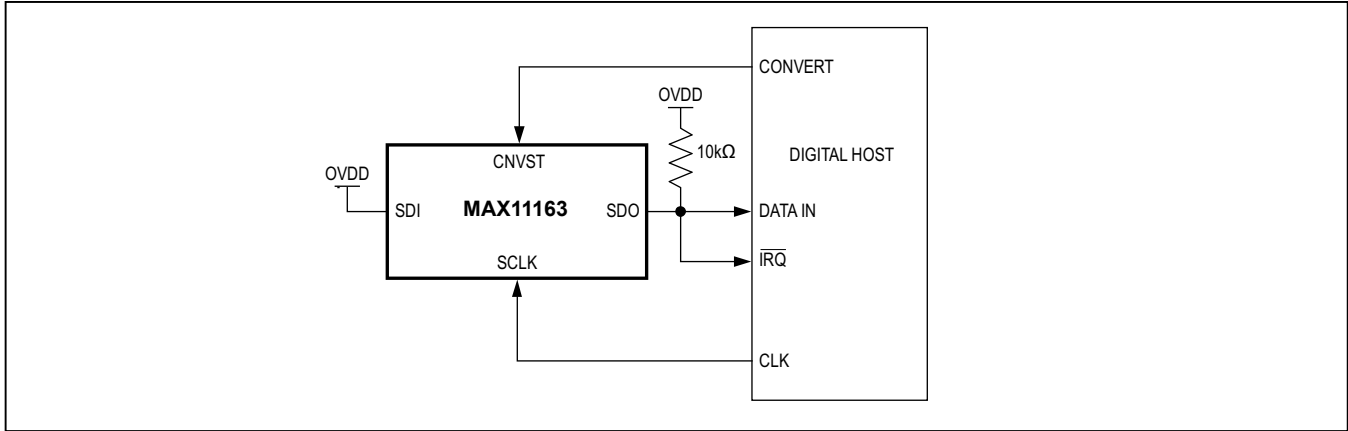 CONVERT
OVDD
10kΩ
DIGITAL HOST
CNVST
OVDD
SDI
MAX11163
SDO
DATA IN
IRQ
SCLK
CLK